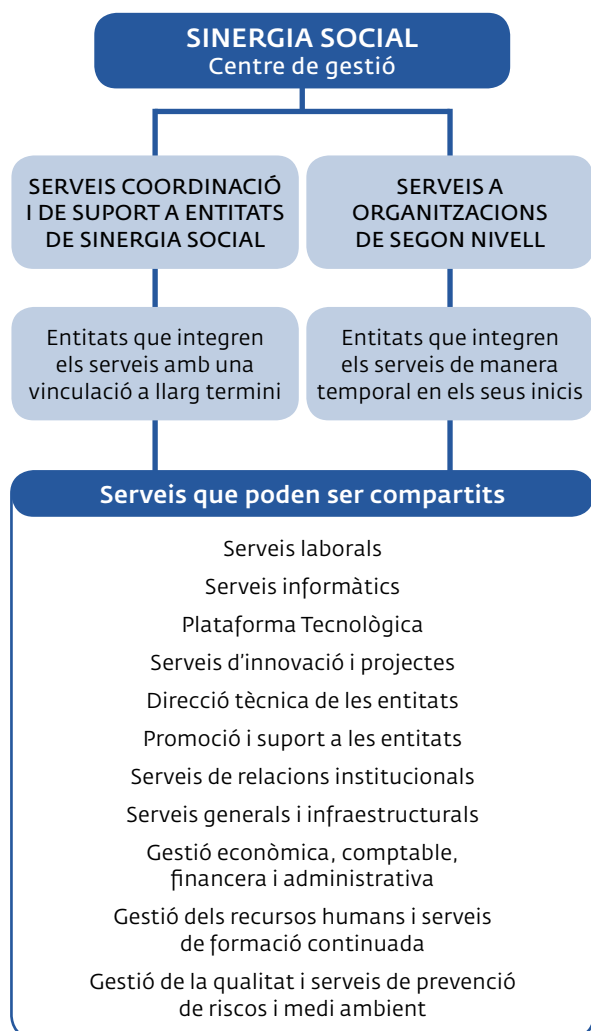 SINERGIA SOCIAL
Centre de gestió
SERVEIS COORDINACIÓ
I DE SUPORT A ENTITATS
DE SINERGIA SOCIAL
SERVEIS A
ORGANITZACIONS
DE SEGON NIVELL
Entitats que integren
els serveis amb una
vinculació a llarg termini
Entitats que integren
els serveis de manera
temporal en els seus inicis
Serveis que poden ser compartits
Serveis laborals
Serveis informàtics
Plataforma Tecnològica
Serveis d'innovació i projectes
Direcció tècnica de les entitats
Promoció i suport a les entitats
Serveis de relacions institucionals
Serveis generals i infraestructurals
Gestió econòmica, comptable,
financera i administrativa
Gestió dels recursos humans i serveis
de formació continuada
Gestió de la qualitat i serveis de prevenció
de riscos i medi ambient